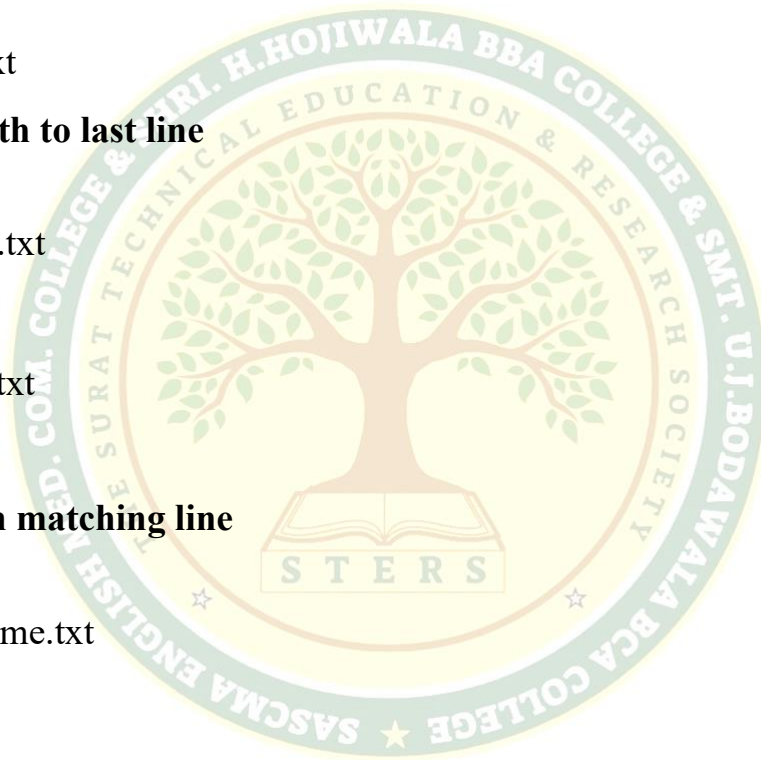 xt
th to last line
.txt
txt
n matching line
me.txt
SASCMA ENGLISH MED. COM. COLLEGE & SHRI. H.HOJIWALA BBA COLLEGE & SMT. U.J.BODAWALA BCA COLLEGE
THE SURAT TECHNICAL EDUCATION & RESEARCH SOCIETY
STERS